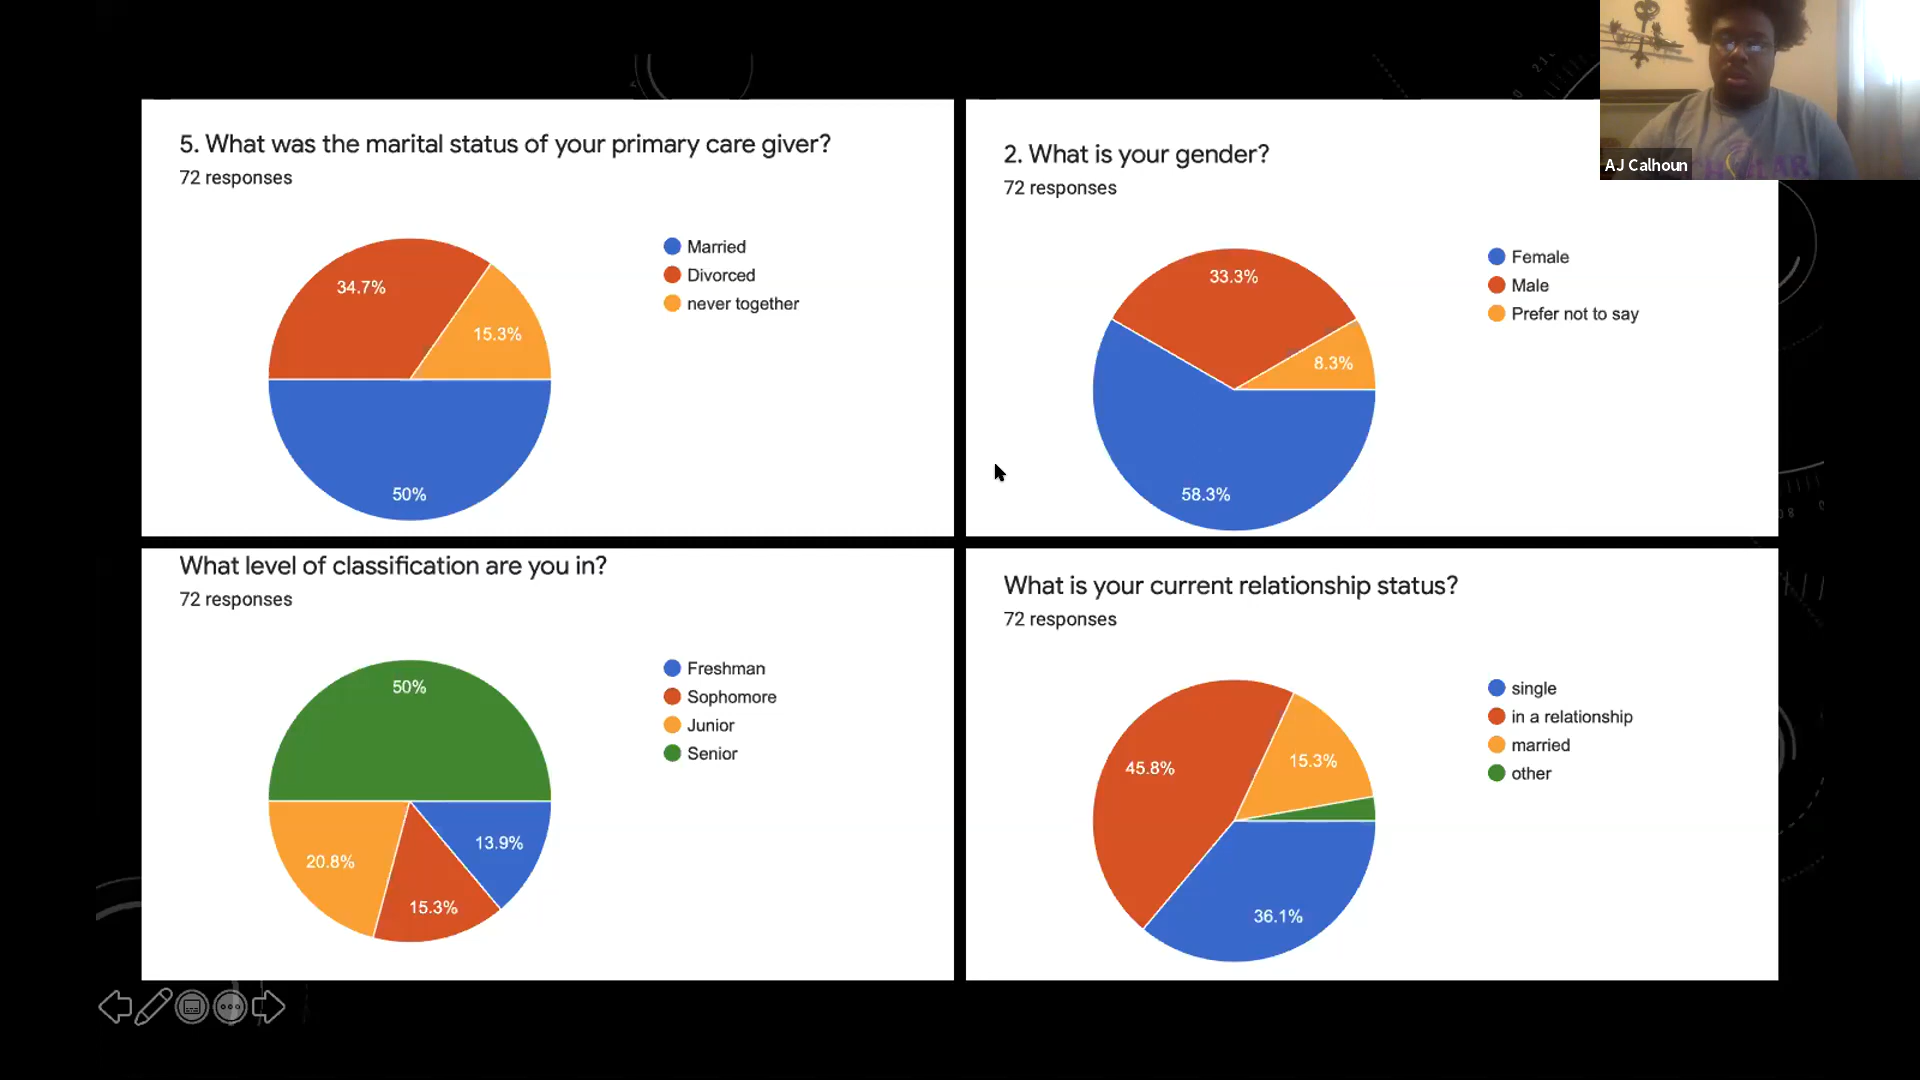 5. What was the marital status of your primary care giver?
72 responses
34.7%
15.3%
50%
Married
Divorced
never together
2. What is your gender?
72 responses
33.3%
8.3%
58.3%
Female
Male
Prefer not to say
AJ Calhoun
What level of classification are you in?
72 responses
50%
20.8%
15.3%
13.9%
Freshman
Sophomore
Junior
Senior
What is your current relationship status?
72 responses
45.8%
15.3%
36.1%
single
in a relationship
married
other